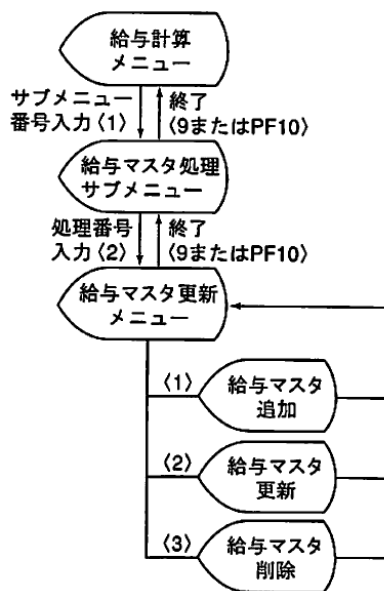 給与計算
メニュー
サブメニュー
番号入力〈1〉
終了
〈9またはPF10〉
給与マスタ処理
サブメニュー
処理番号
入力〈2〉
終了
〈9またはPF10〉
給与マスタ更新
メニュー
〈1〉
給与マスタ
追加
〈2〉
給与マスタ
更新
〈3〉
給与マスタ
削除